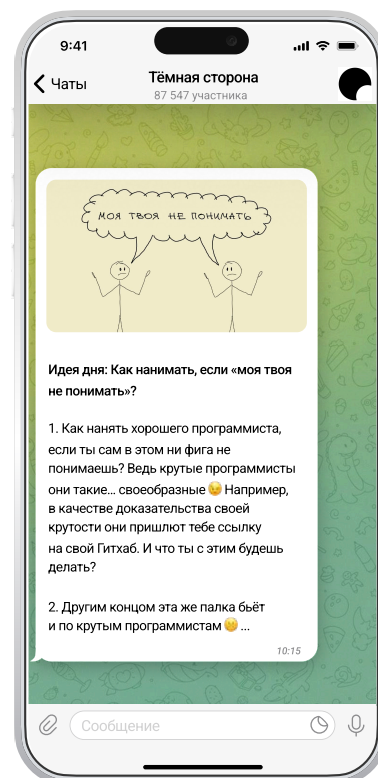 9:41
Чаты
Тёмная сторона
87 547 участника
МОЯ ТВОЯ НЕ ПОНИМАТЬ
Идея дня: Как нанимать, если «моя твоя
не понимать»?
1. Как нанять хорошего программиста,
если ты сам в этом ни фига не
понимаешь? Ведь крутые программисты
они такие… своеобразные 😉 Например,
в качестве доказательства своей
крутости они пришлют тебе ссылку
на свой Гитхаб. И что ты с этим будешь
делать?
2. Другим концом эта же палка бьёт
и по крутым программистам 🙁 ...
10:15
Сообщение